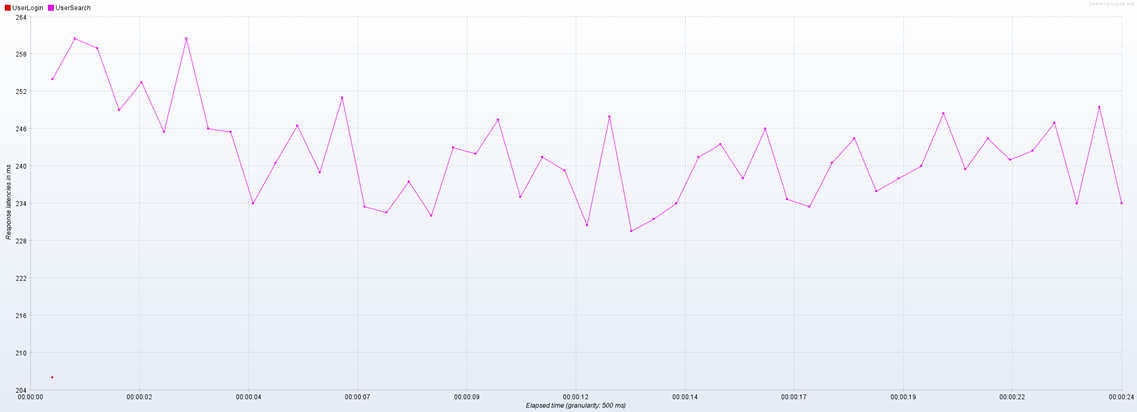 jmeter-plugins.org
UserLogin UserSearch
264
258
252
246
240
234
228
222
216
210
204
Response latencies in ms
00:00:00 00:00:02 00:00:04 00:00:07 00:00:09 00:00:12 00:00:14 00:00:17 00:00:19 00:00:22 00:00:24
Elapsed time (granularity: 500 ms)